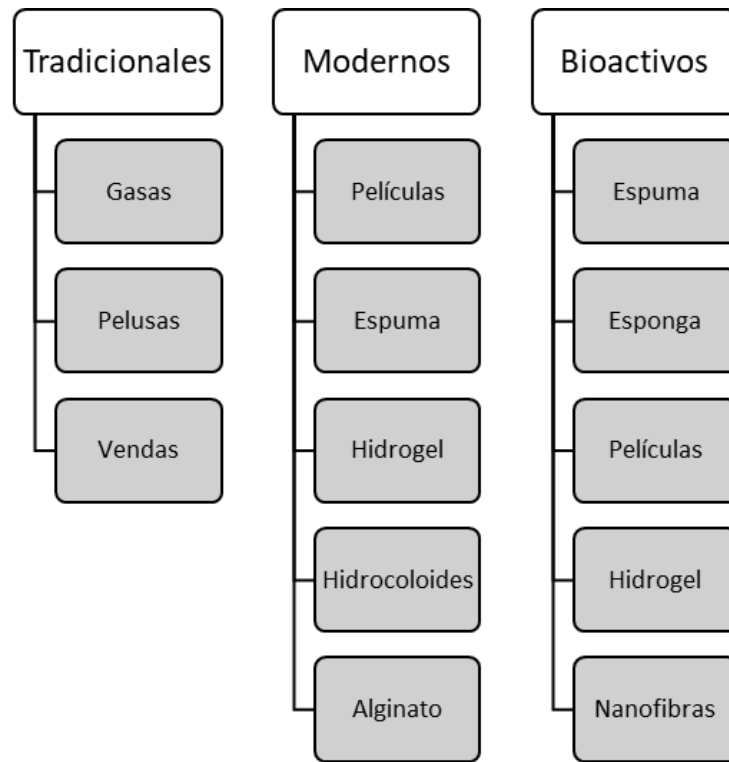 Tradicionales
Gasas
Pelusas
Vendas
Modernos
Películas
Espuma
Hidrogel
Hidrocoloides
Alginato
Bioactivos
Espuma
Esponga
Películas
Hidrogel
Nanofibras